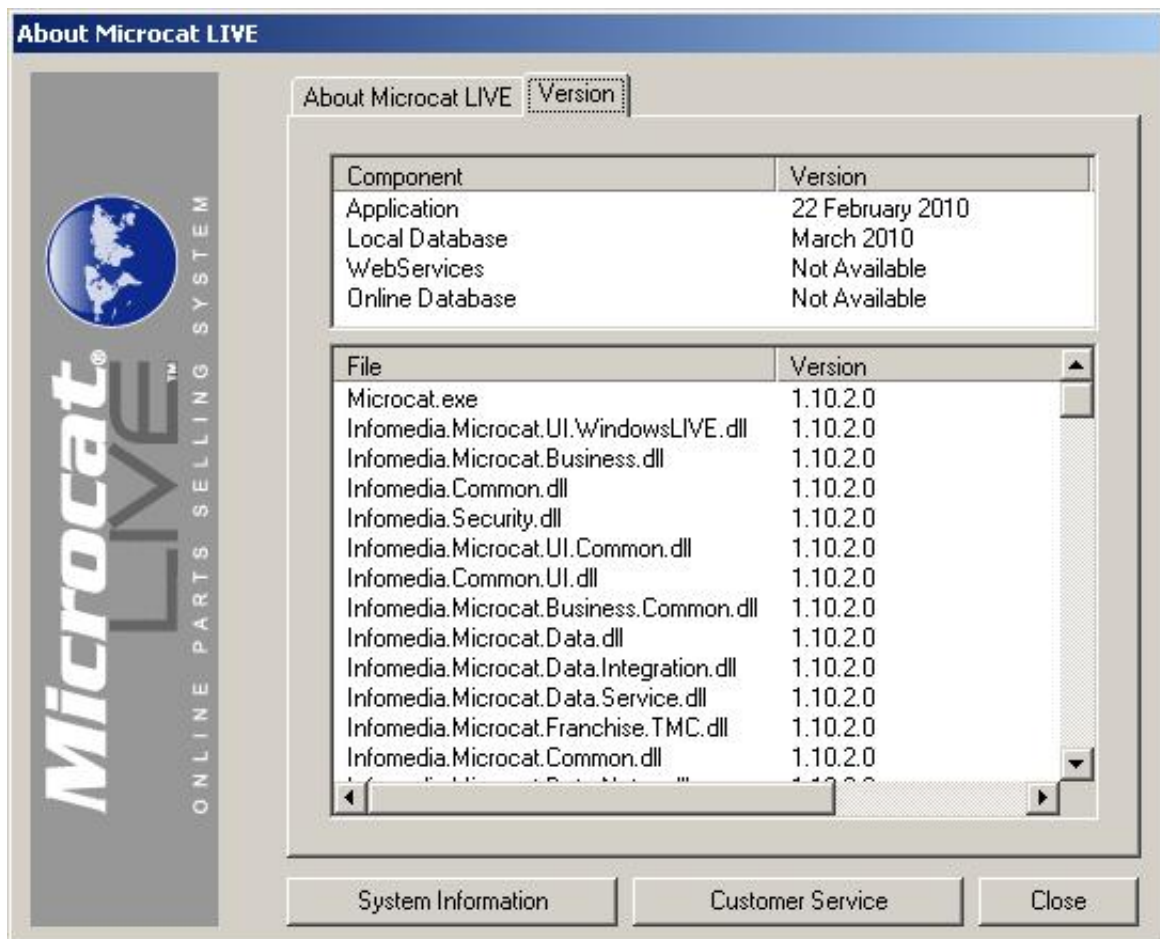 About Microcat LIVE
About Microcat LIVE Version
Component Version
Application 22 February 2010
Local Database March 2010
WebServices Not Available
Online Database Not Available
File Version
Microcat.exe 1.10.2.0
Infomedia.Microcat.UI.WindowsLIVE.dll 1.10.2.0
Infomedia.Microcat.Business.dll 1.10.2.0
Infomedia.Common.dll 1.10.2.0
Infomedia.Security.dll 1.10.2.0
Infomedia.Microcat.UI.Common.dll 1.10.2.0
Infomedia.Common.UI.dll 1.10.2.0
Infomedia.Microcat.Business.Common.dll 1.10.2.0
Infomedia.Microcat.Data.dll 1.10.2.0
Infomedia.Microcat.Data.Integration.dll 1.10.2.0
Infomedia.Microcat.Data.Service.dll 1.10.2.0
Infomedia.Microcat.Franchise.TMC.dll 1.10.2.0
Infomedia.Microcat.Common.dll 1.10.2.0
System Information Customer Service Close
Microcat®
LIVE™
ONLINE PARTS SELLING SYSTEM